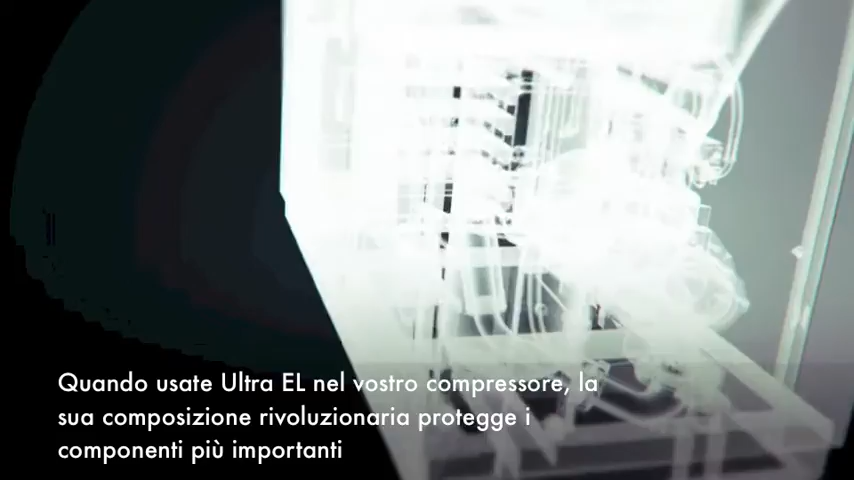 Quando usate Ultra EL nel vostro compressore, la
sua composizione rivoluzionaria protegge i
componenti più importanti